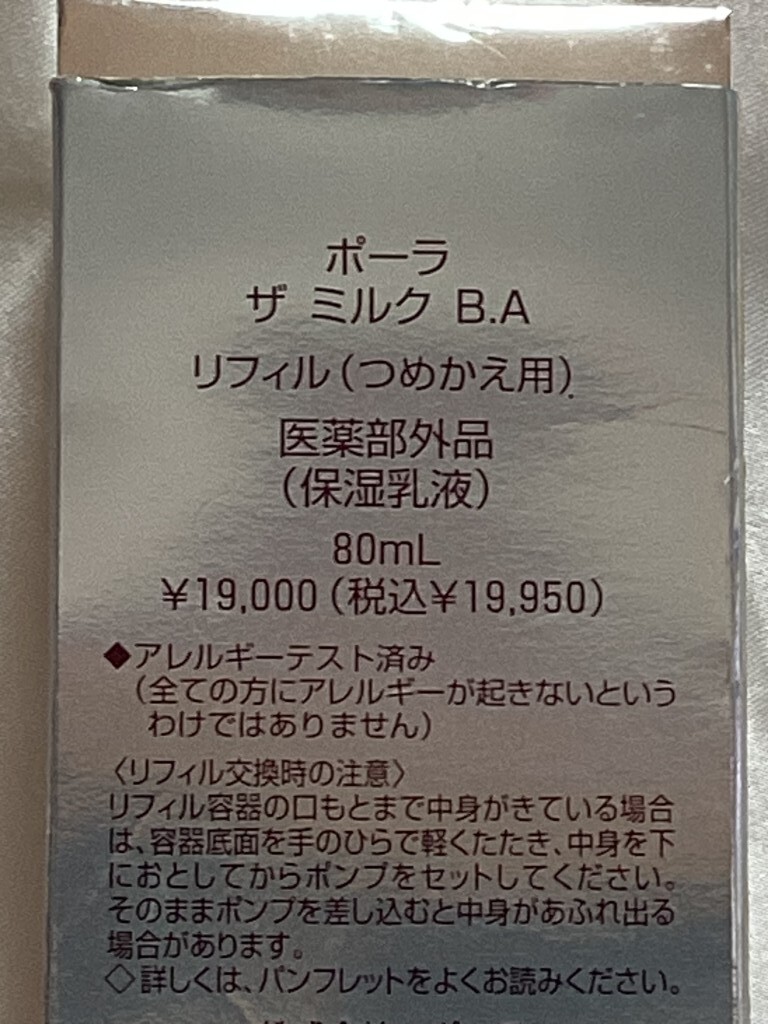 ポーラ
ザ ミルク B.A
リフィル(つめかえ用)
医薬部外品
(保湿乳液)
80mL
¥19,000(税込¥19,950)
◆アレルギーテスト済み
(全ての方にアレルギーが起きないという
わけではありません)
〈リフィル交換時の注意〉
リフィル容器の口もとまで中身がきている場合
は、容器底面を手のひらで軽くたたき、中身を下
におとしてからポンプをセットしてください。
そのままポンプを差し込むと中身があふれ出る
場合があります。
◇詳しくは、パンフレットをよくお読みください。